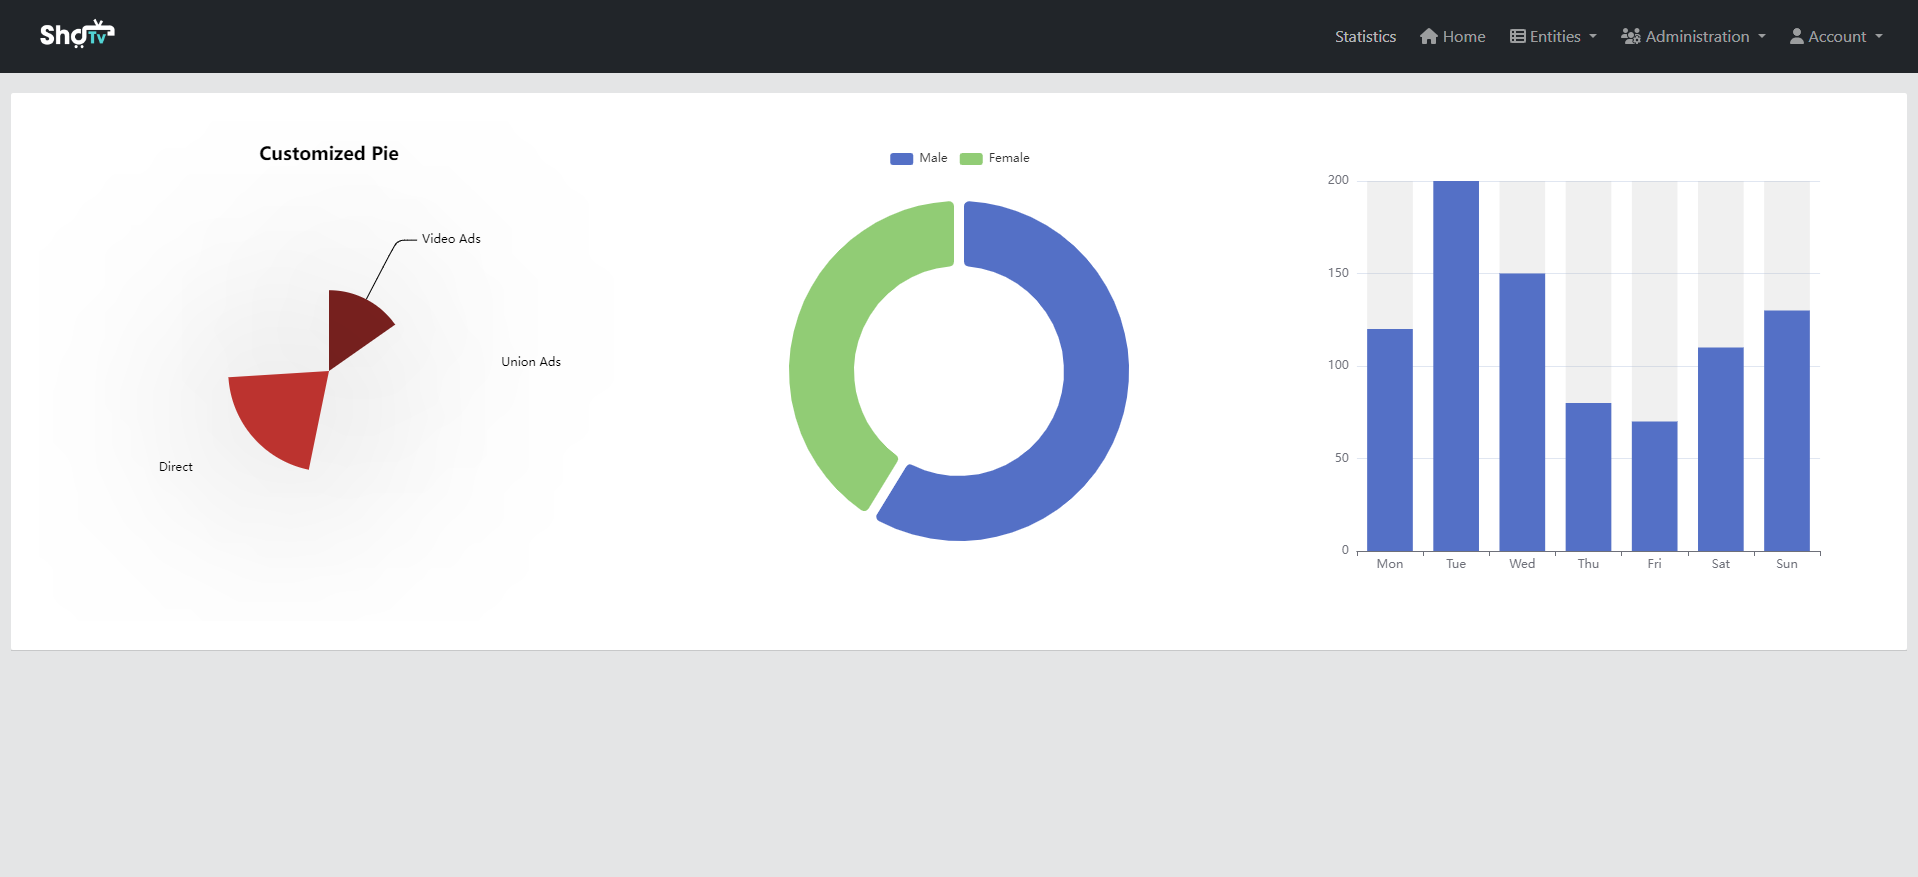 ShoTv
Statistics Home Entities Administration Account
Customized Pie
Video Ads
Union Ads
Direct
Male Female
200
150
100
50
0
Mon Tue Wed Thu Fri Sat Sun